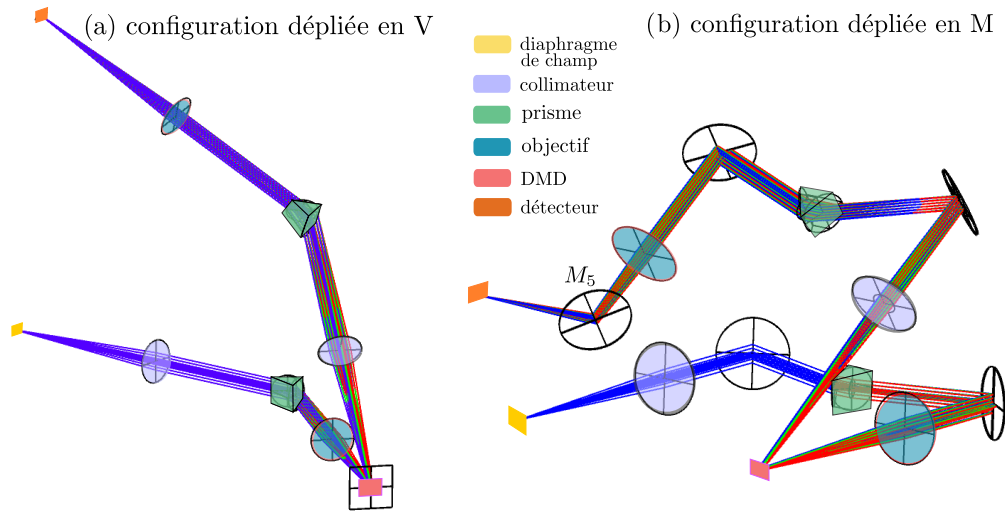 (a) configuration dépliée en V
(b) configuration dépliée en M
diaphragme
de champ
collimateur
prisme
objectif
DMD
détecteur
M5